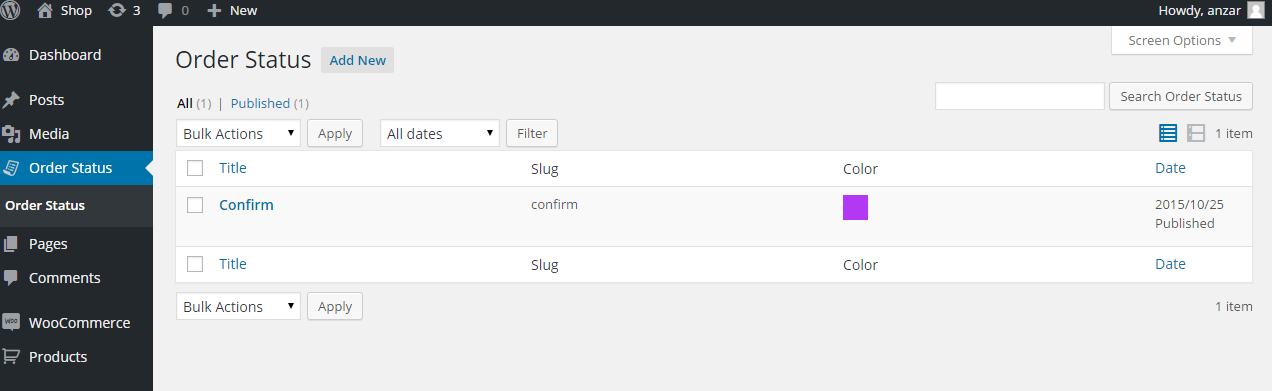 Shop 3 0 New Howdy, anzar
Dashboard
Posts
Media
Order Status
Order Status
Pages
Comments
WOO WooCommerce
Products
Screen Options
Order Status Add New
All (1) | Published (1)
Search Order Status
Bulk Actions Apply All dates Filter 1 item
Title Slug Color Date
Confirm confirm 2015/10/25
Published
Title Slug Color Date
Bulk Actions Apply 1 item